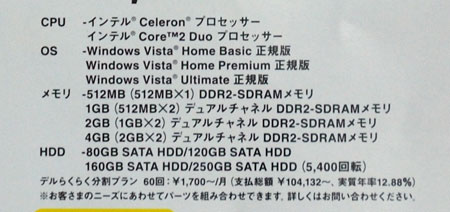 CPU -インテル® Celeron® プロセッサー
インテル® Core™2 Duo プロセッサー
OS -Windows Vista® Home Basic 正規版
Windows Vista® Home Premium 正規版
Windows Vista® Ultimate 正規版
メモリ -512MB (512MB×1) DDR2-SDRAMメモリ
1GB (512MB×2) デュアルチャネル DDR2-SDRAMメモリ
2GB (1GB×2) デュアルチャネル DDR2-SDRAMメモリ
4GB (2GB×2) デュアルチャネル DDR2-SDRAMメモリ
HDD -80GB SATA HDD/120GB SATA HDD
160GB SATA HDD/250GB SATA HDD (5,400回転)
デルらくらく分割プラン 60回:¥1,700〜/月 (支払総額 ¥104,132〜、実質年率12.88%)
※お客さまのニーズにあわせてパーツを組み合わせできます。詳しくはお問い合わせください。